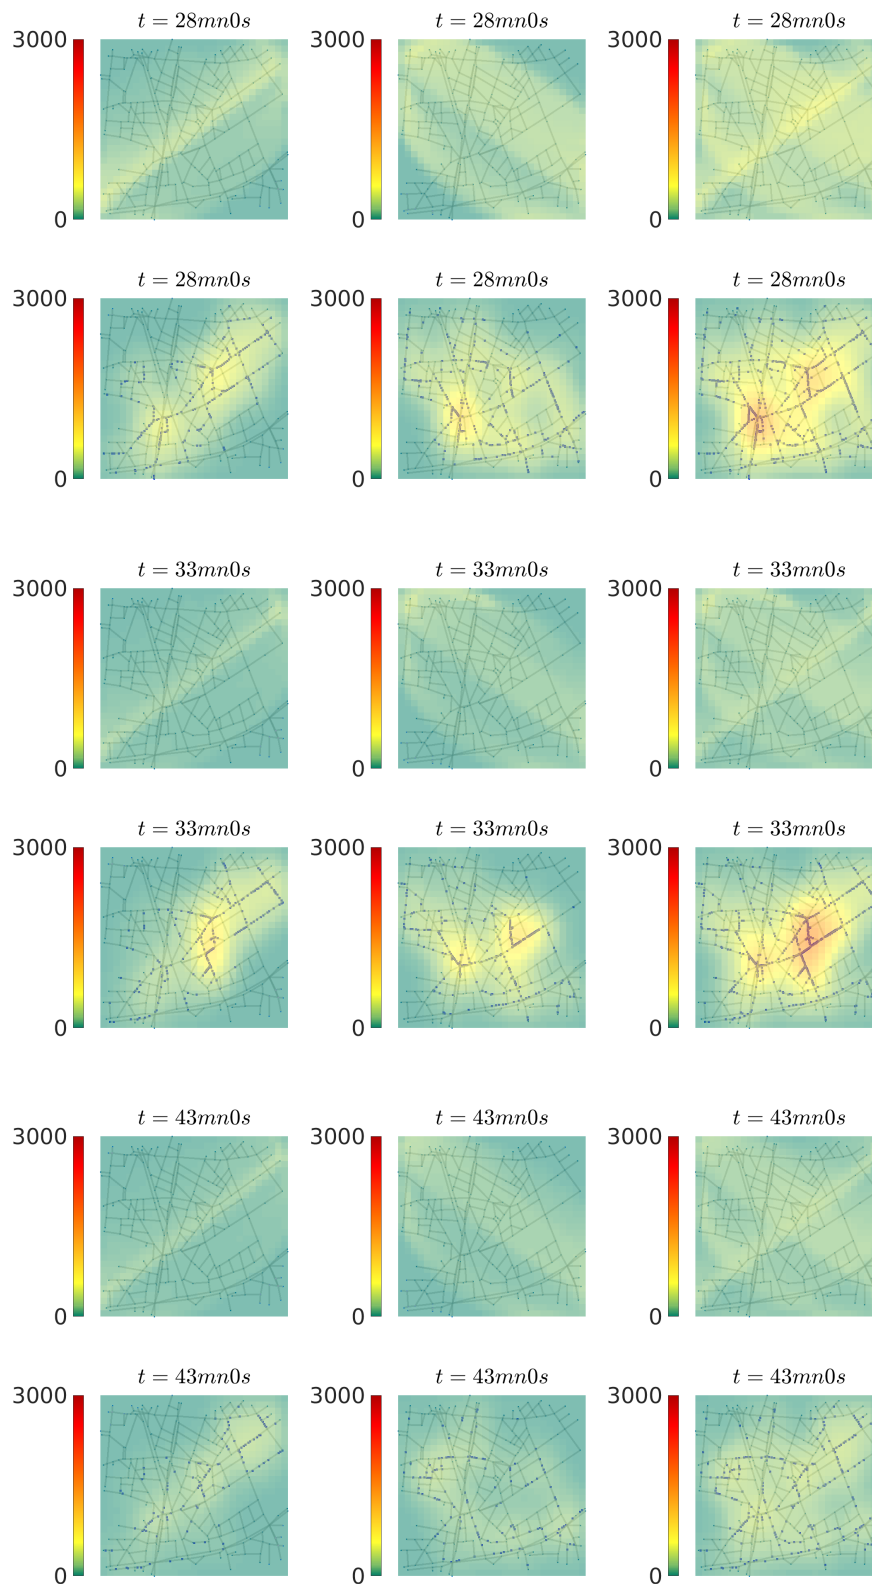 t = 28mn0s t = 28mn0s t = 28mn0s
3000 3000 3000
0 0 0
t = 28mn0s t = 28mn0s t = 28mn0s
3000 3000 3000
0 0 0
t = 33mn0s t = 33mn0s t = 33mn0s
3000 3000 3000
0 0 0
t = 33mn0s t = 33mn0s t = 33mn0s
3000 3000 3000
0 0 0
t = 43mn0s t = 43mn0s t = 43mn0s
3000 3000 3000
0 0 0
t = 43mn0s t = 43mn0s t = 43mn0s
3000 3000 3000
0 0 0